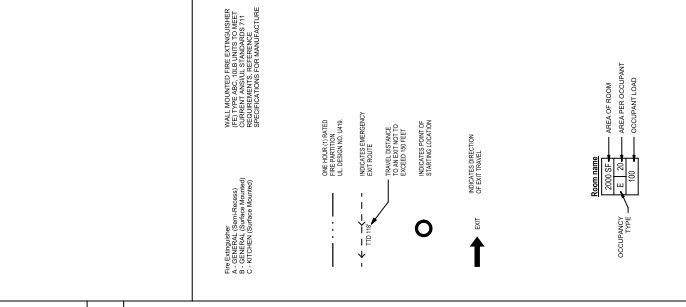 Fire Extinguisher
A - GENERAL (Semi-Recess)
B - GENERAL (Surface Mounted)
C - KITCHEN (Surface Mounted)
WALL MOUNTED FIRE EXTINGUISHER
(FE) TYPE ABC, 10LB UNITS TO MEET
CURRENT ANSI/UL STANDARDS 711
REQUIREMENTS, REFERENCE
SPECIFICATIONS FOR MANUFACTURE
ONE HOUR (1) RATED
FIRE PARTITION
UL DESIGN NO. U419.
TTD 118'
INDICATES EMERGENCY
EXIT ROUTE
TRAVEL DISTANCE
TO AN EXIT NOT TO
EXCEED 150 FEET
INDICATES POINT OF
STARTING LOCATION
EXIT
INDICATES DIRECTION
OF EXIT TRAVEL
Room name
2000 SF
E 20
100
OCCUPANCY
TYPE
AREA OF ROOM
AREA PER OCCUPANT
OCCUPANT LOAD